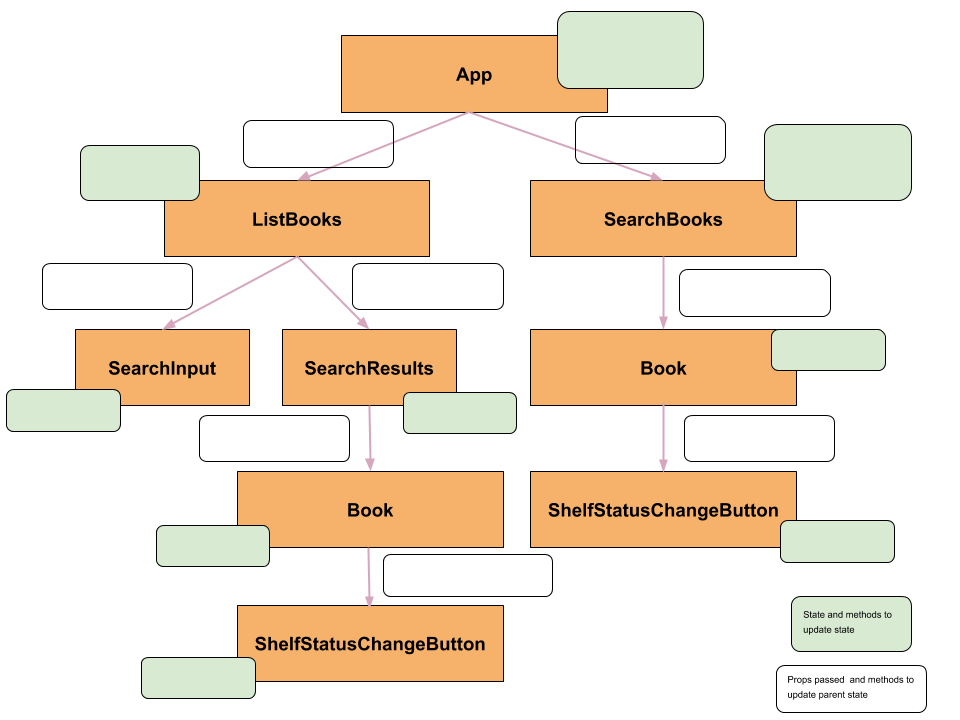 App
ListBooks
SearchBooks
SearchInput
SearchResults
Book
Book
ShelfStatusChangeButton
State and methods to
update state
ShelfStatusChangeButton
Props passed  and methods to
update parent state